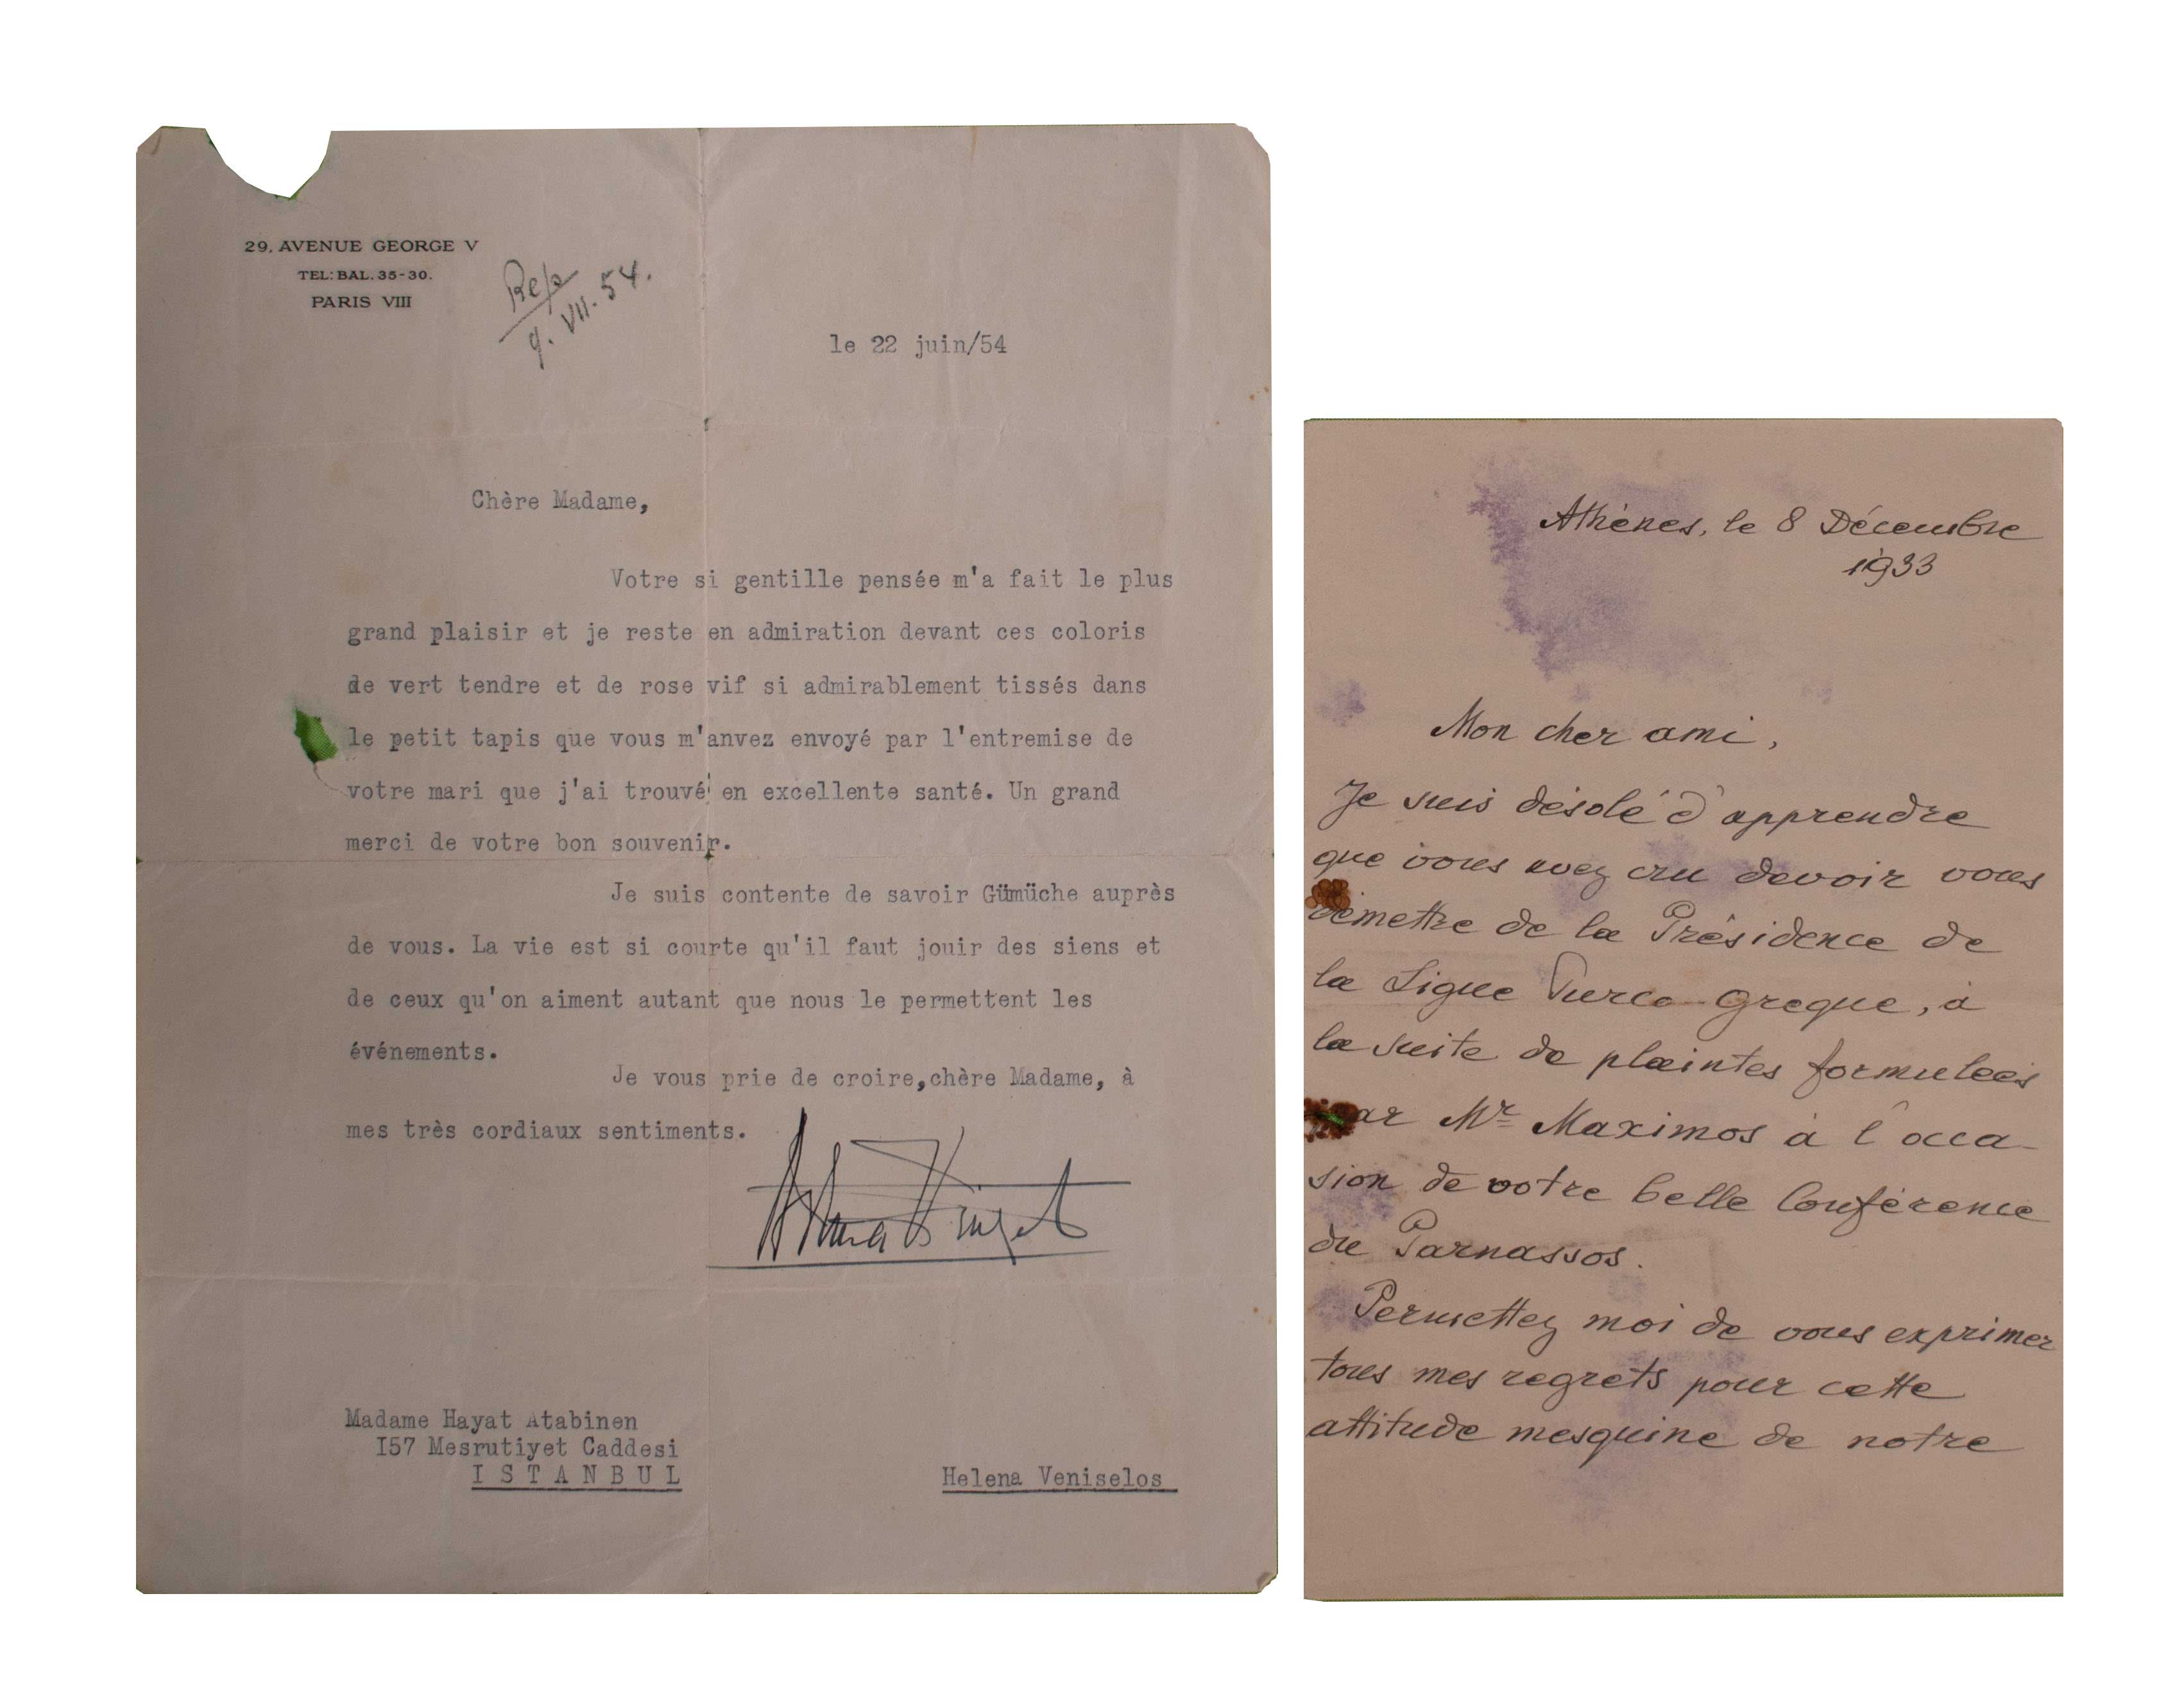 29, AVENUE GEORGE V
TEL: BAL. 35-30.
PARIS VIII
Rep
9. VII. 54.
le 22 juin/54
Chère Madame,
Votre si gentille pensée m'a fait le plus
grand plaisir et je reste en admiration devant ces coloris
de vert tendre et de rose vif si admirablement tissés dans
le petit tapis que vous m'anvez envoyé par l'entremise de
votre mari que j'ai trouvé en excellente santé. Un grand
merci de votre bon souvenir.
Je suis contente de savoir Gümüche auprès
de vous. La vie est si courte qu'il faut jouir des siens et
de ceux qu'on aiment autant que nous le permettent les
événements.
Je vous prie de croire,chère Madame, à
mes très cordiaux sentiments.
Madame Hayat Atabinen
I57 Mesrutiyet Caddesi
ISTANBUL
Helena Veniselos
Athènes, le 8 Décembre
1933
Mon cher ami,
Je suis désolé d'apprendre
que vous avez cru devoir vous
démettre de la Présidence de
la Ligue Turco-Greque, à
la suite de plaintes formulées
par Mr Maximos à l'occa-
sion de votre belle Conférence
du Parnassos.
Permettez moi de vous exprimer
tous mes regrets pour cette
attitude mesquine de notre